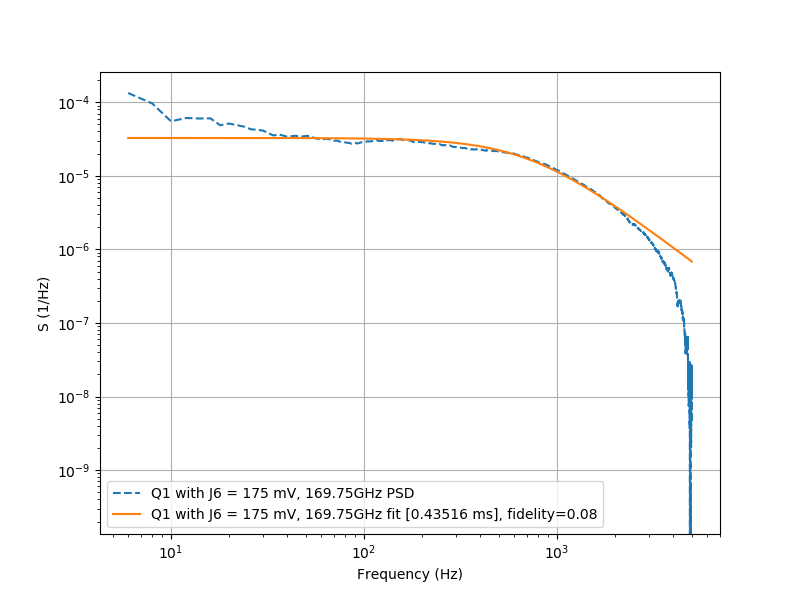 10⁻⁴
10⁻⁵
10⁻⁶
10⁻⁷
10⁻⁸
10⁻⁹
S (1/Hz)
Q1 with J6 = 175 mV, 169.75GHz PSD
Q1 with J6 = 175 mV, 169.75GHz fit [0.43516 ms], fidelity=0.08
10¹ 10² 10³
Frequency (Hz)